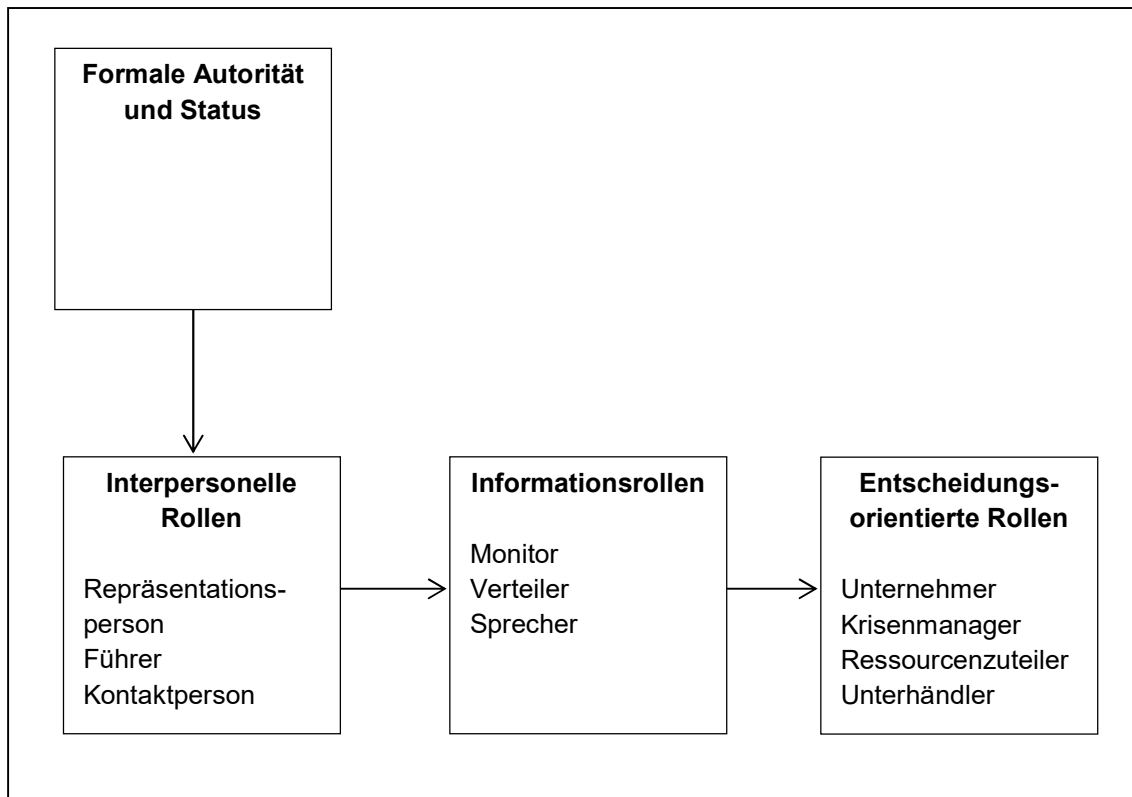 Formale Autorität
und Status
Interpersonelle
Rollen
Repräsentations-
person
Führer
Kontaktperson
Informationsrollen
Monitor
Verteiler
Sprecher
Entscheidungs-
orientierte Rollen
Unternehmer
Krisenmanager
Ressourcenzuteiler
Unterhändler